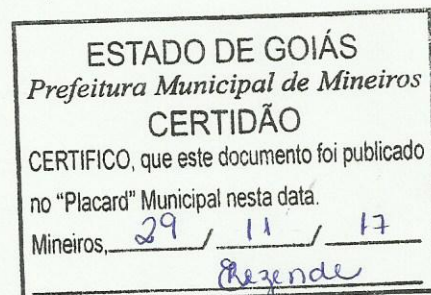 ESTADO DE GOIÁS
Prefeitura Municipal de Mineiros
CERTIDÃO
CERTIFICO, que este documento foi publicado
no “Placard” Municipal nesta data.
Mineiros, 29 / 11 / 17
Rezende